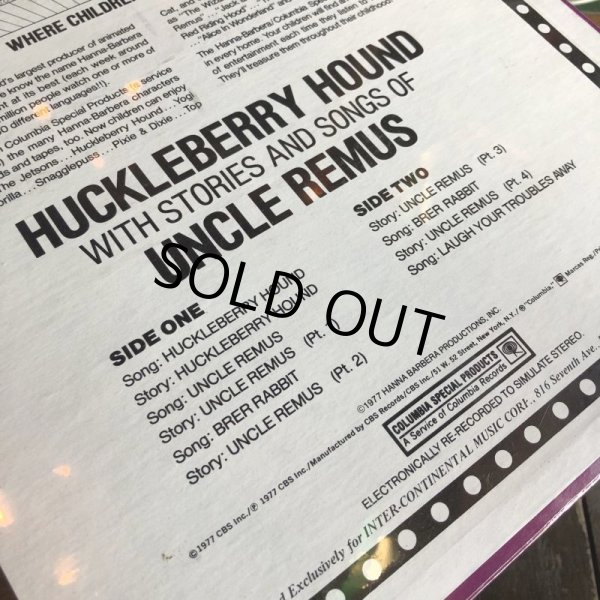 WHERE CHILDREN
d's largest producer of animated
know the name Hanna-Barbera
nt at its best (each week, around
million people watch one or more of
different languages!!).
Columbia Special Products to service
the many Hanna-Barbera characters
ds and tapes, too. Now children can enjoy
The Jetsons... Huckleberry Hound... Yogi
orilla... Snagglepuss... Pixie & Dixie... Top
Cat, and
as "The Wiza
Remus"... "Jack a
Red Riding Hood"
"Alice in Wonderland" and
The Hanna-Barbera/Columbia Spec
in every home. Your children will find an
of entertainment each time they listen to
They'll treasure them throughout their childhood!
HUCKLEBERRY HOUND
WITH STORIES AND SONGS OF
UNCLE REMUS
SIDE ONE
Song: HUCKLEBERRY HOUND
Story: HUCKLEBERRY HOUND
Song: UNCLE REMUS
Story: UNCLE REMUS (Pt.
Song: BRER RABBIT
Story: UNCLE REMUS (Pt. 2)
SIDE TWO
Story: UNCLE REMUS (Pt. 3)
Song: BRER RABBIT
Story: UNCLE REMUS (Pt. 4)
Song: LAUGH YOUR TROUBLES AWAY
SOLD OUT
©1977 HANNA BARBERA PRODUCTIONS, INC.
©1977 CBS Inc./℗ 1977 CBS Inc./Manufactured by CBS Records/CBS Inc./51 W. 52 Street, New York, N.Y./® "Columbia," Marcas Reg./Pr
COLUMBIA SPECIAL PRODUCTS
A Service of Columbia Records
ELECTRONICALLY RE-RECORDED TO SIMULATE STEREO.
d Exclusively for INTER-CONTINENTAL MUSIC CORP., 816 Seventh Ave.